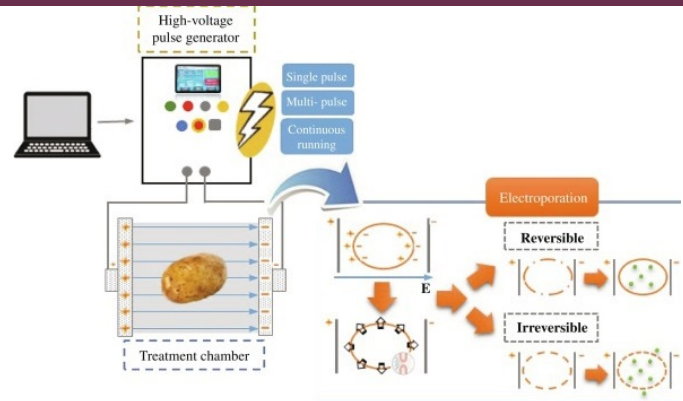 High-voltage
pulse generator
Single pulse
Multi- pulse
Continuous
running
Electroporation
Reversible
E
Irreversible
Treatment chamber